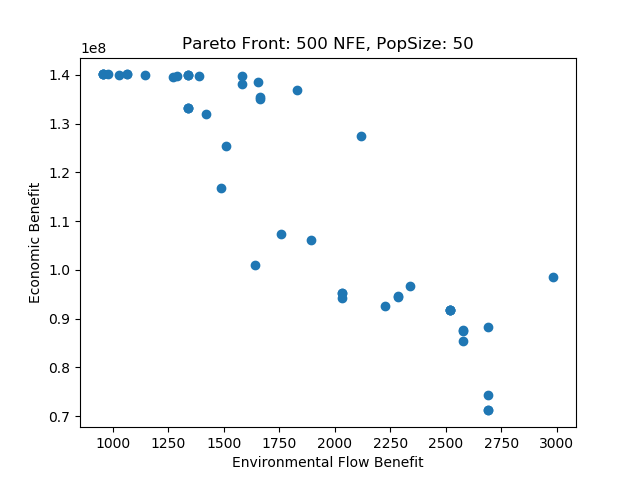 Pareto Front: 500 NFE, PopSize: 50
1e8
1.4
1.3
1.2
1.1
1.0
0.9
0.8
0.7
Economic Benefit
1000 1250 1500 1750 2000 2250 2500 2750 3000
Environmental Flow Benefit